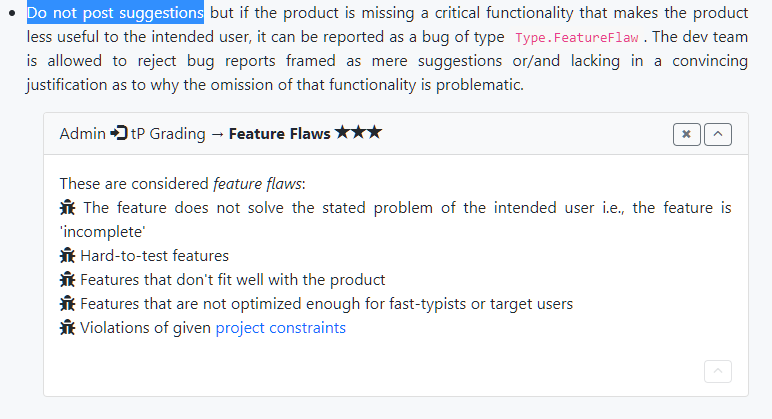 Do not post suggestions but if the product is missing a critical functionality that makes the product
less useful to the intended user, it can be reported as a bug of type Type.FeatureFlaw . The dev team
is allowed to reject bug reports framed as mere suggestions or/and lacking in a convincing
justification as to why the omission of that functionality is problematic.
Admin tP Grading → Feature Flaws ★★★
These are considered feature flaws:
The feature does not solve the stated problem of the intended user i.e., the feature is
'incomplete'
Hard-to-test features
Features that don't fit well with the product
Features that are not optimized enough for fast-typists or target users
Violations of given project constraints